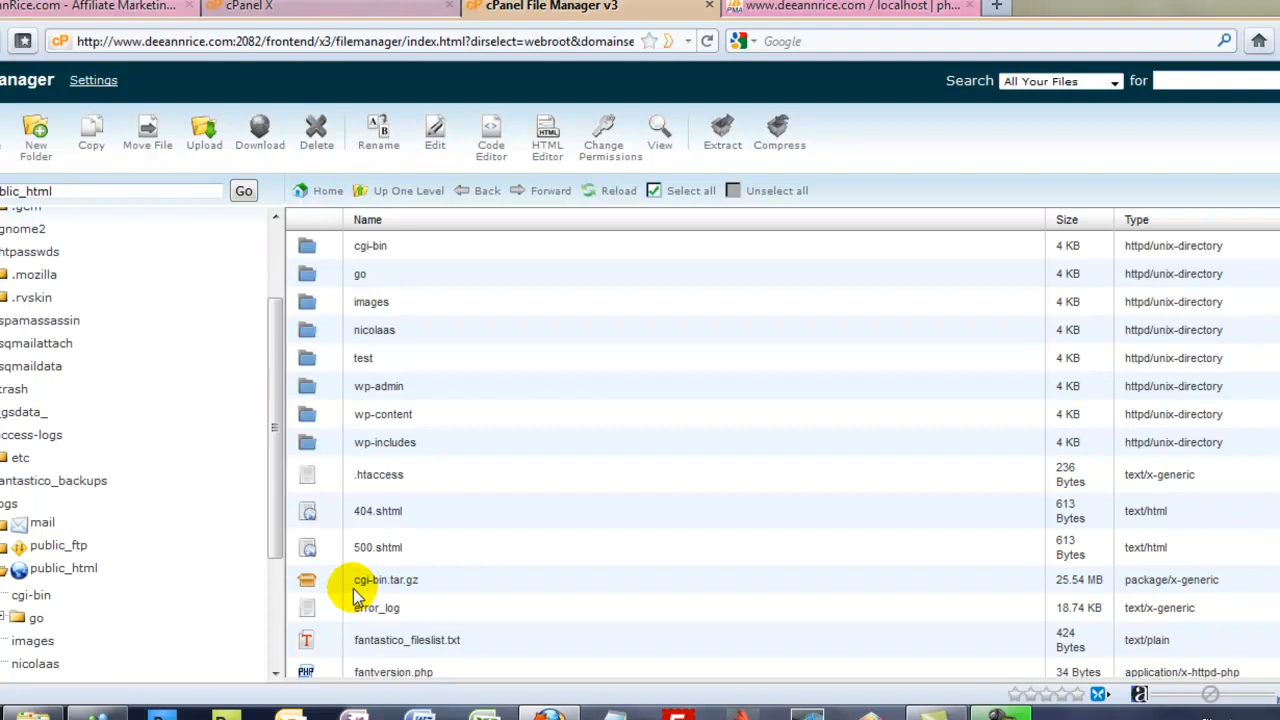 nRice.com - Affiliate Marketin... cPanel X cPanel File Manager v3 www.deeannrice.com / localhost | ph...
http://www.deeannrice.com:2082/frontend/x3/filemanager/index.html?dirselect=webroot&domainse Google
anager Settings Search All Your Files for
New Folder Copy Move File Upload Download Delete Rename Edit Code Editor HTML Editor Change Permissions View Extract Compress
blic_html Go Home Up One Level Back Forward Reload Select all Unselect all
Name Size Type
.gem
gnome2
htpasswds
.mozilla
.rvskin
spamassassin
sqmailattach
sqmaildata
trash
_gsdata_
ccess-logs
etc
antastico_backups
ogs
mail
public_ftp
public_html
cgi-bin
go
images
nicolaas
cgi-bin 4 KB httpd/unix-directory
go 4 KB httpd/unix-directory
images 4 KB httpd/unix-directory
nicolaas 4 KB httpd/unix-directory
test 4 KB httpd/unix-directory
wp-admin 4 KB httpd/unix-directory
wp-content 4 KB httpd/unix-directory
wp-includes 4 KB httpd/unix-directory
.htaccess 236 Bytes text/x-generic
404.shtml 613 Bytes text/html
500.shtml 613 Bytes text/html
cgi-bin.tar.gz 25.54 MB package/x-generic
error_log 18.74 KB text/x-generic
fantastico_fileslist.txt 424 Bytes text/plain
fantversion.php 34 Bytes application/x-httpd-php